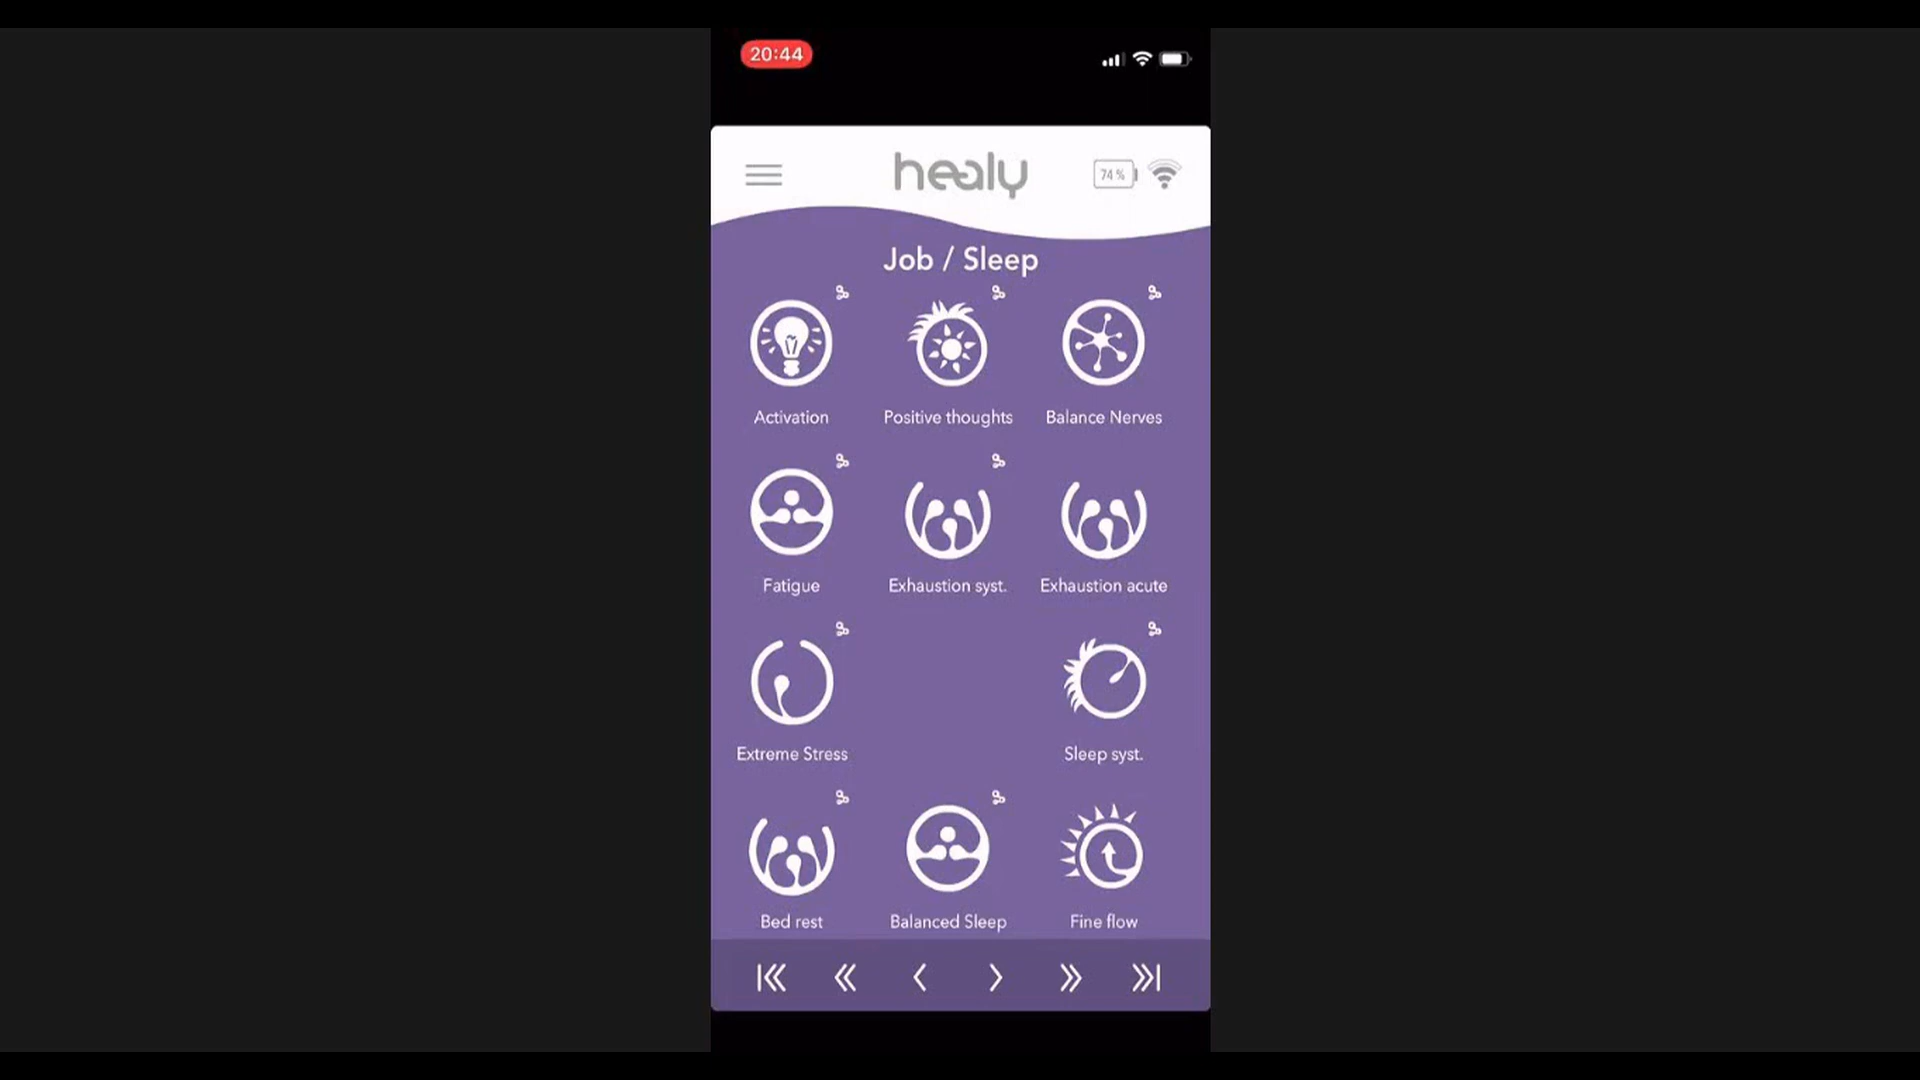 20:44
healy
74%
Job / Sleep
Activation
Positive thoughts
Balance Nerves
Fatigue
Exhaustion syst.
Exhaustion acute
Extreme Stress
Sleep syst.
Bed rest
Balanced Sleep
Fine flow